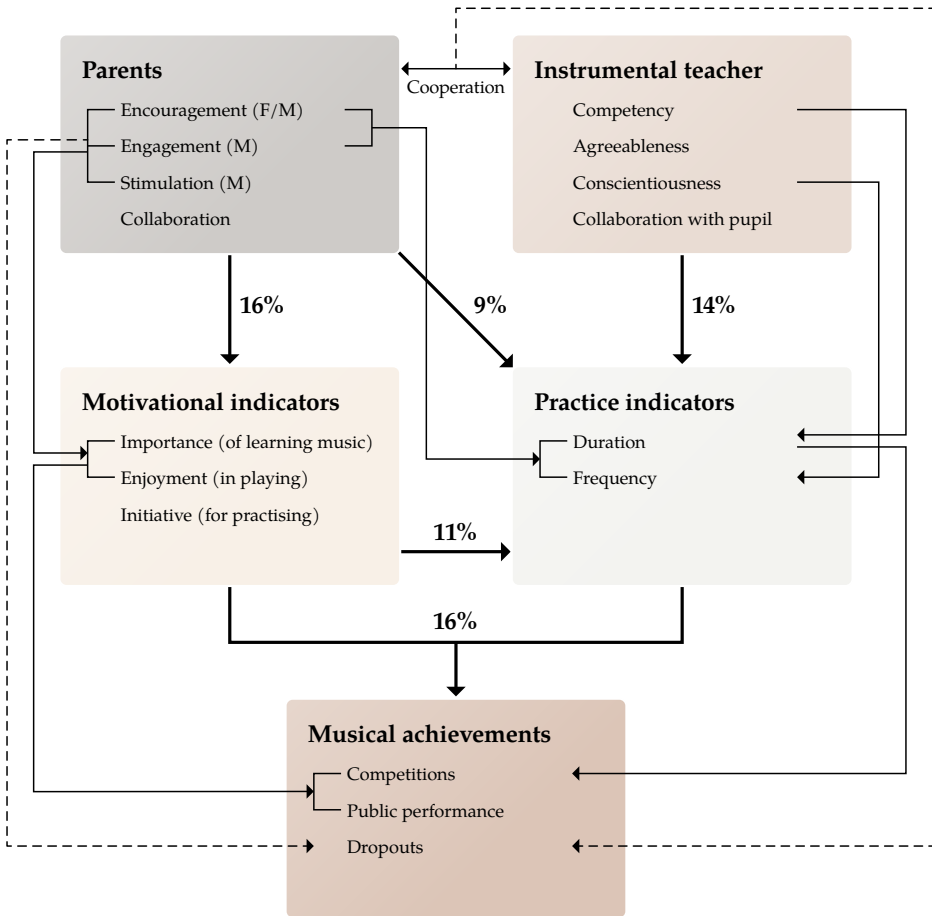 Parents
Encouragement (F/M)
Engagement (M)
Stimulation (M)
Collaboration
Cooperation
Instrumental teacher
Competency
Agreeableness
Conscientiousness
Collaboration with pupil
16%
9%
14%
Motivational indicators
Importance (of learning music)
Enjoyment (in playing)
Initiative (for practising)
Practice indicators
Duration
Frequency
11%
16%
Musical achievements
Competitions
Public performance
Dropouts